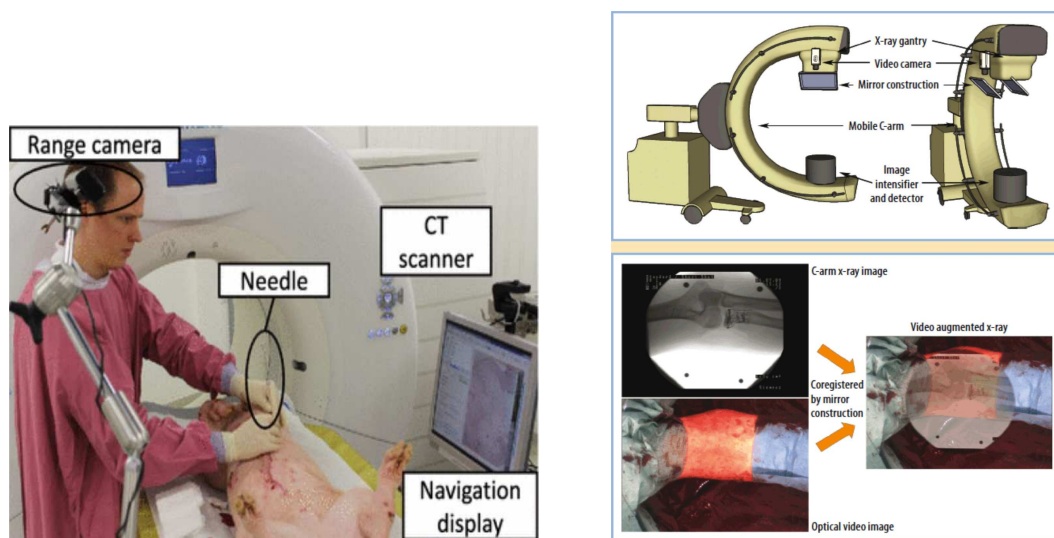 Range camera
CT
scanner
Needle
Navigation
display
X-ray gantry
Video camera
Mirror construction
Mobile C-arm
Image
intensifier
and detector
C-arm x-ray image
Video augmented x-ray
Coregistered
by mirror
construction
Optical video image